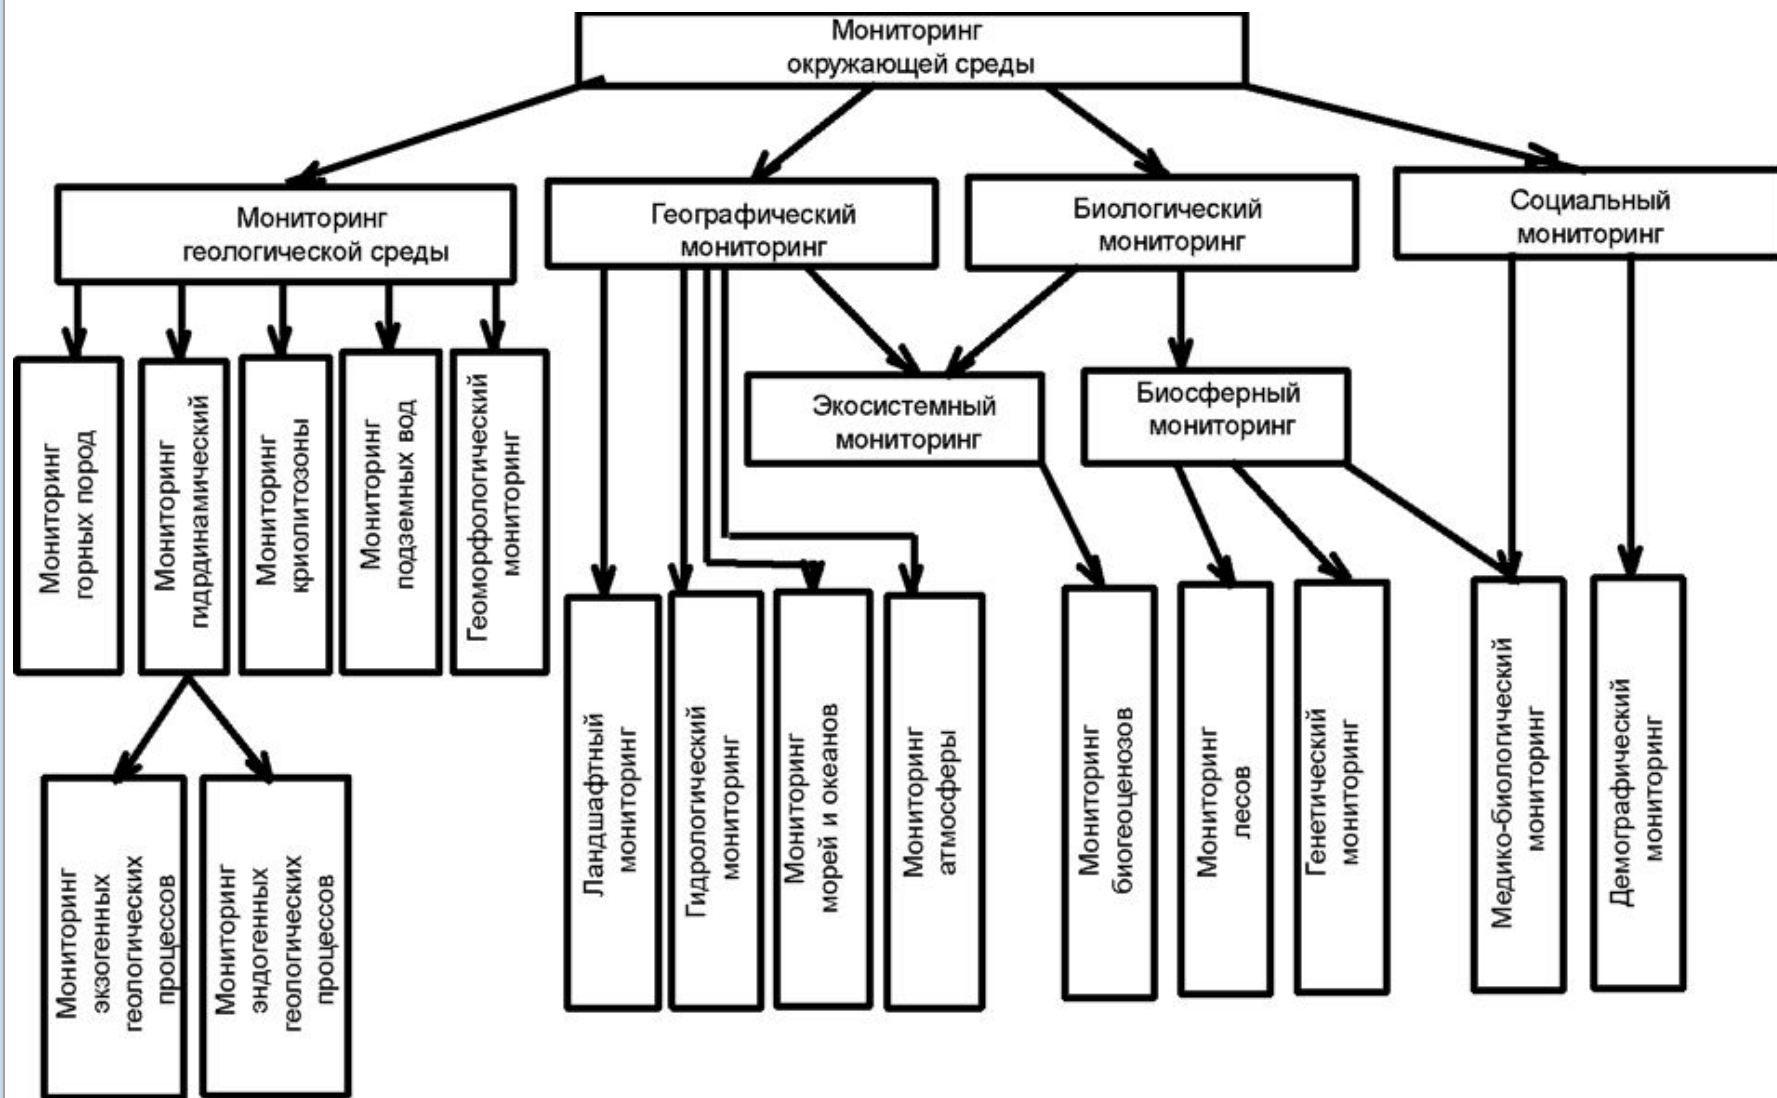 Мониторинг
окружающей среды
Мониторинг
геологической среды
Географический
мониторинг
Биологический
мониторинг
Социальный
мониторинг
Экосистемный
мониторинг
Биосферный
мониторинг
Мониторинг
горных пород
Мониторинг
гидрдинамический
Мониторинг
криолитозоны
Мониторинг
подземных вод
Геоморфологический
мониторинг
Ландшафтный
мониторинг
Гидрологический
мониторинг
Мониторинг
морей и океанов
Мониторинг
атмосферы
Мониторинг
биогеоценозов
Мониторинг
лесов
Генетический
мониторинг
Медико-биологический
мониторинг
Демографический
мониторинг
Мониторинг
экзогенных
геологических
процессов
Мониторинг
эндогенных
геологических
процессов